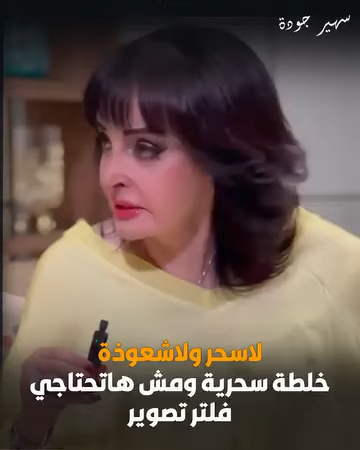 سهير جودة
لاسحر ولاشعوذة
خلطة سحرية ومش هاتحتاجي
فلتر تصوير